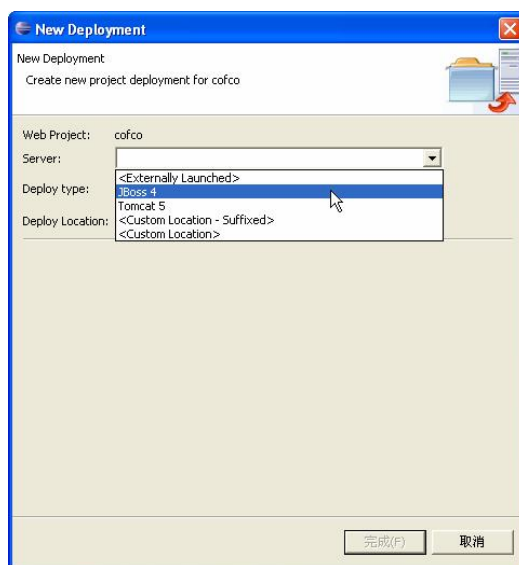 New Deployment
New Deployment
Create new project deployment for cofco
Web Project: cofco
Server:
<Externally Launched>
Deploy type: JBoss 4
Tomcat 5
Deploy Location: <Custom Location - Suffixed>
<Custom Location>
完成(F) 取消